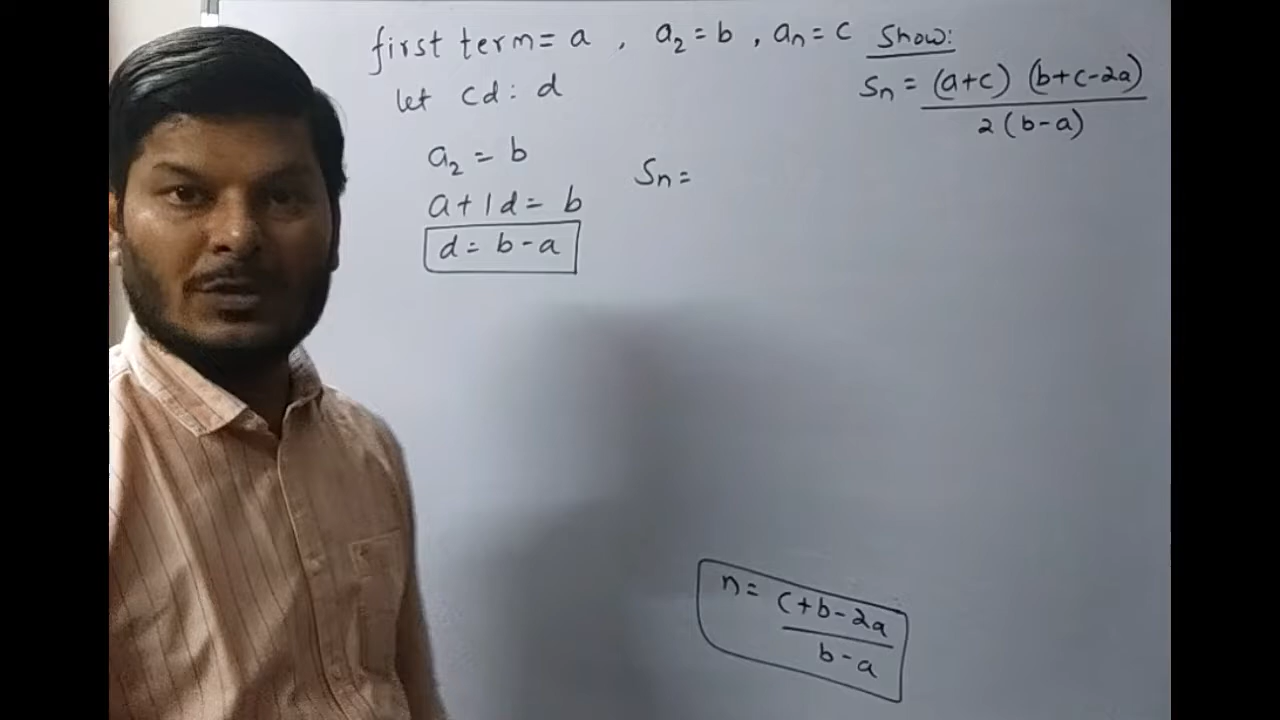 first term = a , a₂ = b , aₙ = c Show:
let cd : d
Sₙ = (a+c) (b+c-2a)
2(b-a)
a₂ = b
Sₙ =
a + 1d = b
d = b - a
n = c+b-2a
b-a